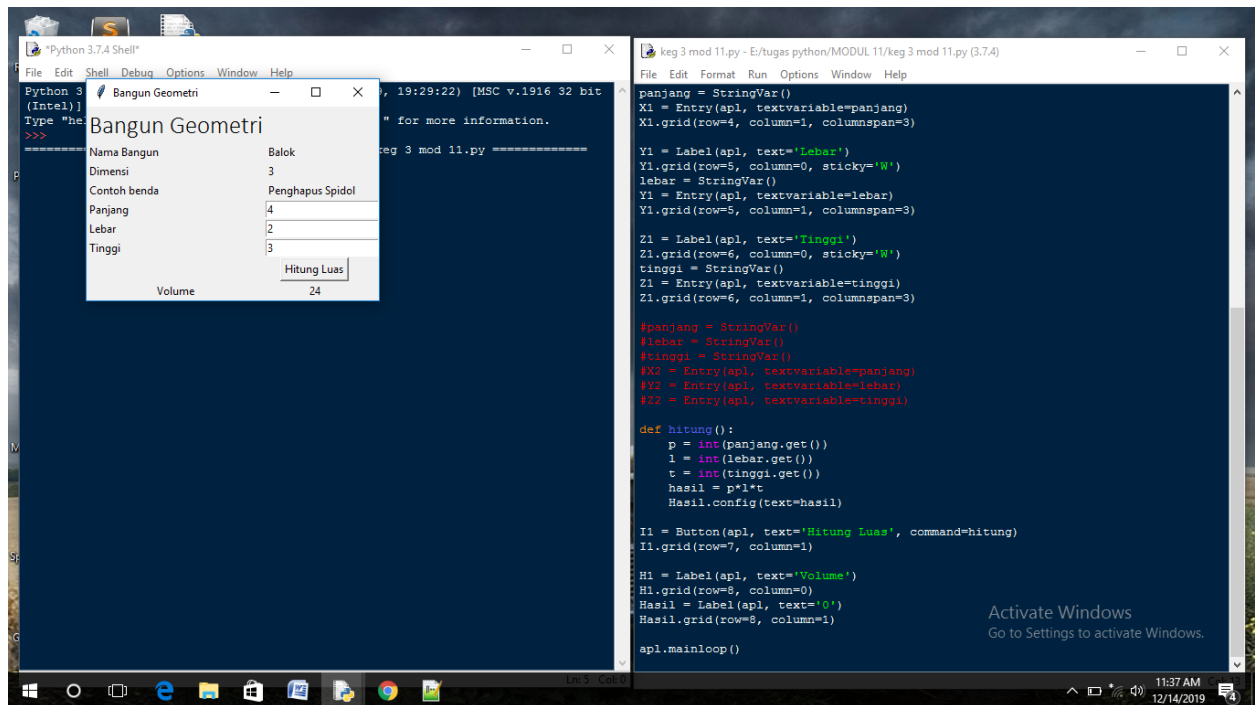 *Python 3.7.4 Shell*
File Edit Shell Debug Options Window Help
Python 3
, 19:29:22) [MSC v.1916 32 bit
(Intel)]
Type "he
" for more information.
>>>
keg 3 mod 11.py =============
Bangun Geometri
Bangun Geometri
Nama Bangun Balok
Dimensi 3
Contoh benda Penghapus Spidol
Panjang 4
Lebar 2
Tinggi 3
Hitung Luas
Volume 24
Ln: 5 Col: 0
keg 3 mod 11.py - E:/tugas python/MODUL 11/keg 3 mod 11.py (3.7.4)
File Edit Format Run Options Window Help
panjang = StringVar()
X1 = Entry(apl, textvariable=panjang)
X1.grid(row=4, column=1, columnspan=3)
Y1 = Label(apl, text='Lebar')
Y1.grid(row=5, column=0, sticky='W')
lebar = StringVar()
Y1 = Entry(apl, textvariable=lebar)
Y1.grid(row=5, column=1, columnspan=3)
Z1 = Label(apl, text='Tinggi')
Z1.grid(row=6, column=0, sticky='W')
tinggi = StringVar()
Z1 = Entry(apl, textvariable=tinggi)
Z1.grid(row=6, column=1, columnspan=3)
#panjang = StringVar()
#lebar = StringVar()
#tinggi = StringVar()
#X2 = Entry(apl, textvariable=panjang)
#Y2 = Entry(apl, textvariable=lebar)
#Z2 = Entry(apl, textvariable=tinggi)
def hitung():
    p = int(panjang.get())
    l = int(lebar.get())
    t = int(tinggi.get())
    hasil = p*l*t
    Hasil.config(text=hasil)
I1 = Button(apl, text='Hitung Luas', command=hitung)
I1.grid(row=7, column=1)
H1 = Label(apl, text='Volume')
H1.grid(row=8, column=0)
Hasil = Label(apl, text='0')
Hasil.grid(row=8, column=1)
apl.mainloop()
Activate Windows
Go to Settings to activate Windows.
11:37 AM
12/14/2019
4